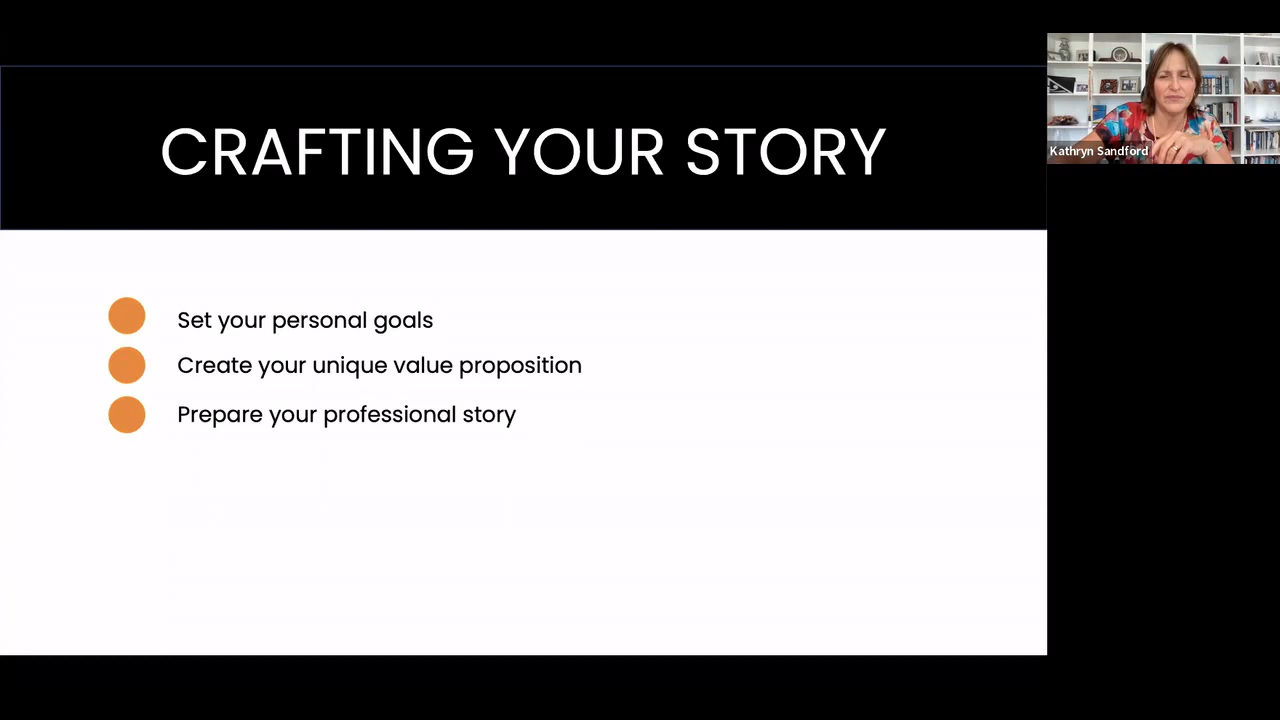 CRAFTING YOUR STORY
Kathryn Sandford
Set your personal goals
Create your unique value proposition
Prepare your professional story